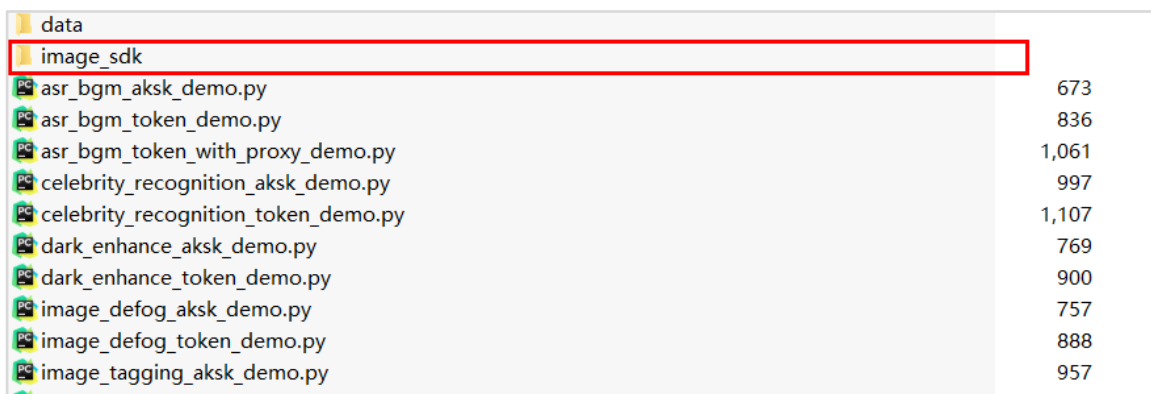 data
image_sdk
asr_bgm_aksk_demo.py 673
asr_bgm_token_demo.py 836
asr_bgm_token_with_proxy_demo.py 1,061
celebrity_recognition_aksk_demo.py 997
celebrity_recognition_token_demo.py 1,107
dark_enhance_aksk_demo.py 769
dark_enhance_token_demo.py 900
image_defog_aksk_demo.py 757
image_defog_token_demo.py 888
image_tagging_aksk_demo.py 957